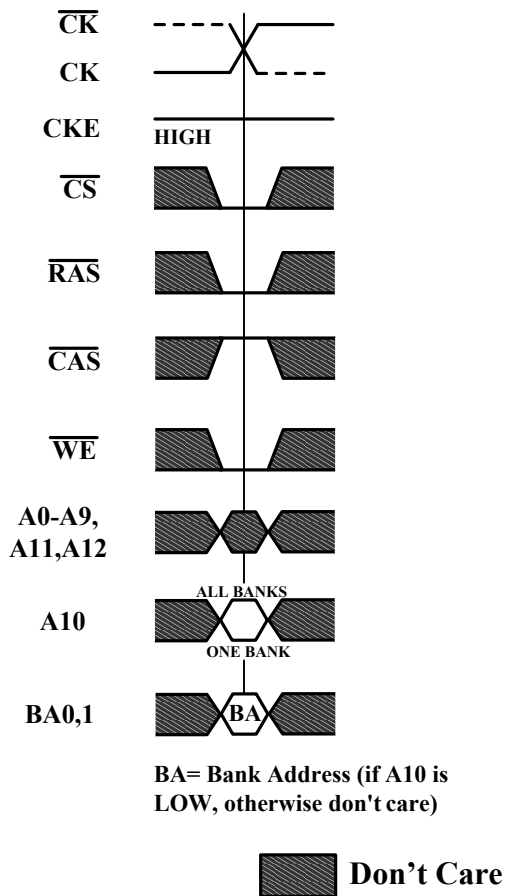 CK
CK
CKE
HIGH
CS
RAS
CAS
WE
A0-A9,
A11,A12
ALL BANKS
A10
ONE BANK
BA0,1
BA
BA= Bank Address (if A10 is
LOW, otherwise don't care)
Don’t Care